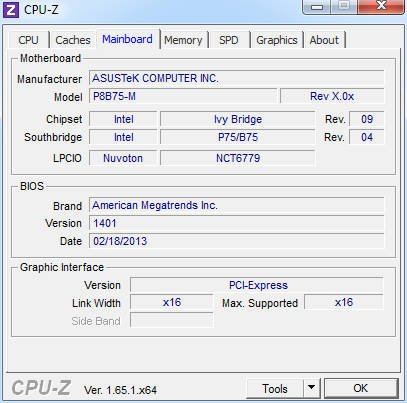 CPU-Z
CPU Caches Mainboard Memory SPD Graphics About
Motherboard
Manufacturer ASUSTeK COMPUTER INC.
Model P8B75-M Rev X.0x
Chipset Intel Ivy Bridge Rev. 09
Southbridge Intel P75/B75 Rev. 04
LPCIO Nuvoton NCT6779
BIOS
Brand American Megatrends Inc.
Version 1401
Date 02/18/2013
Graphic Interface
Version PCI-Express
Link Width x16 Max. Supported x16
Side Band
CPU-Z Ver. 1.65.1.x64 Tools OK